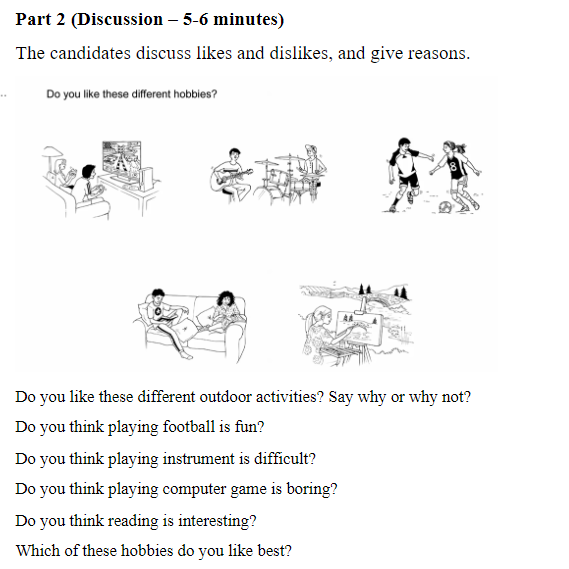 Part 2 (Discussion – 5-6 minutes)
The candidates discuss likes and dislikes, and give reasons.
Do you like these different hobbies?
8
Do you like these different outdoor activities? Say why or why not?
Do you think playing football is fun?
Do you think playing instrument is difficult?
Do you think playing computer game is boring?
Do you think reading is interesting?
Which of these hobbies do you like best?